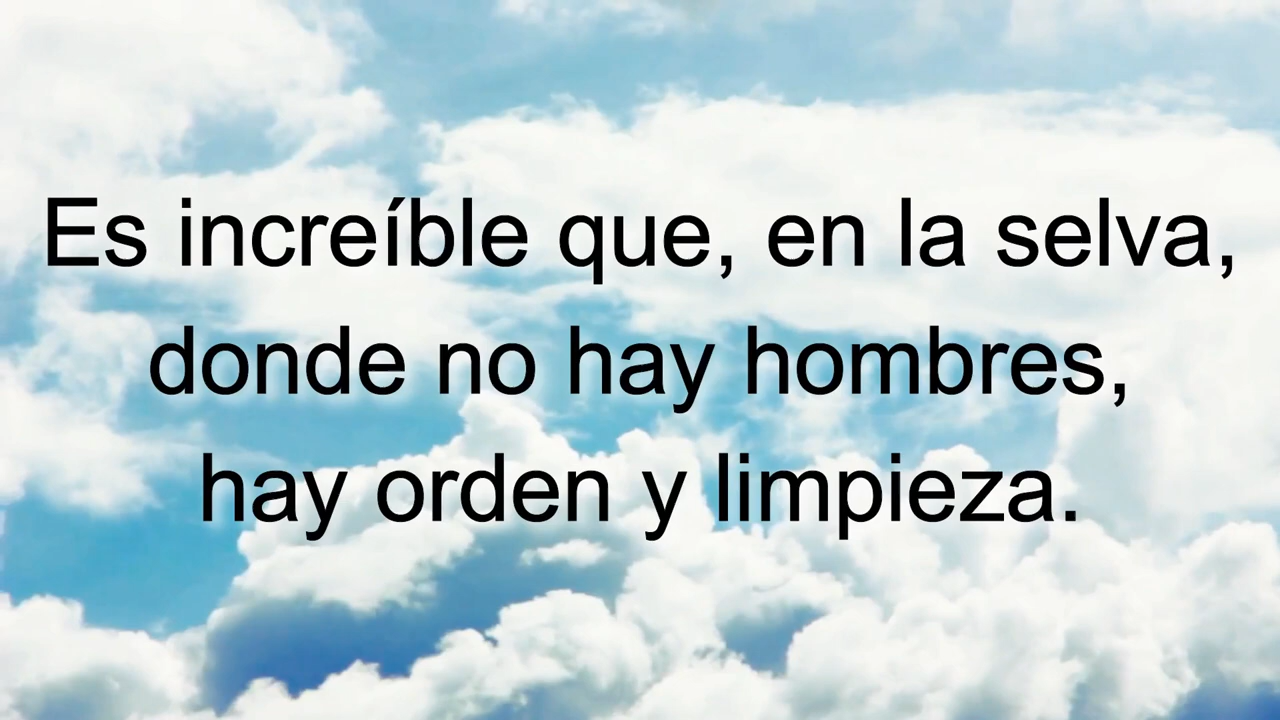 Es increíble que, en la selva,
donde no hay hombres,
hay orden y limpieza.